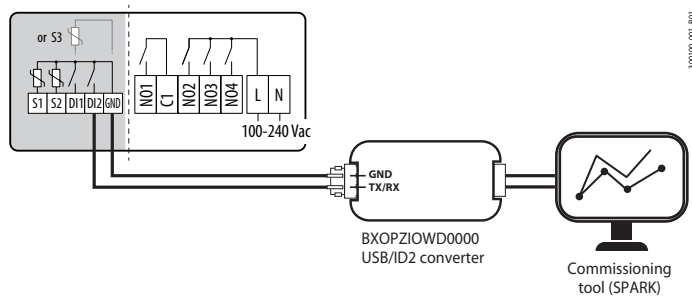 or S3
S1 S2 DI1 DI2 GND
NO1 C1 NO2 NO3 NO4 L N
100-240 Vac
GND
TX/RX
BXOPZIOWD0000
USB/ID2 converter
Commissioning
tool (SPARK)